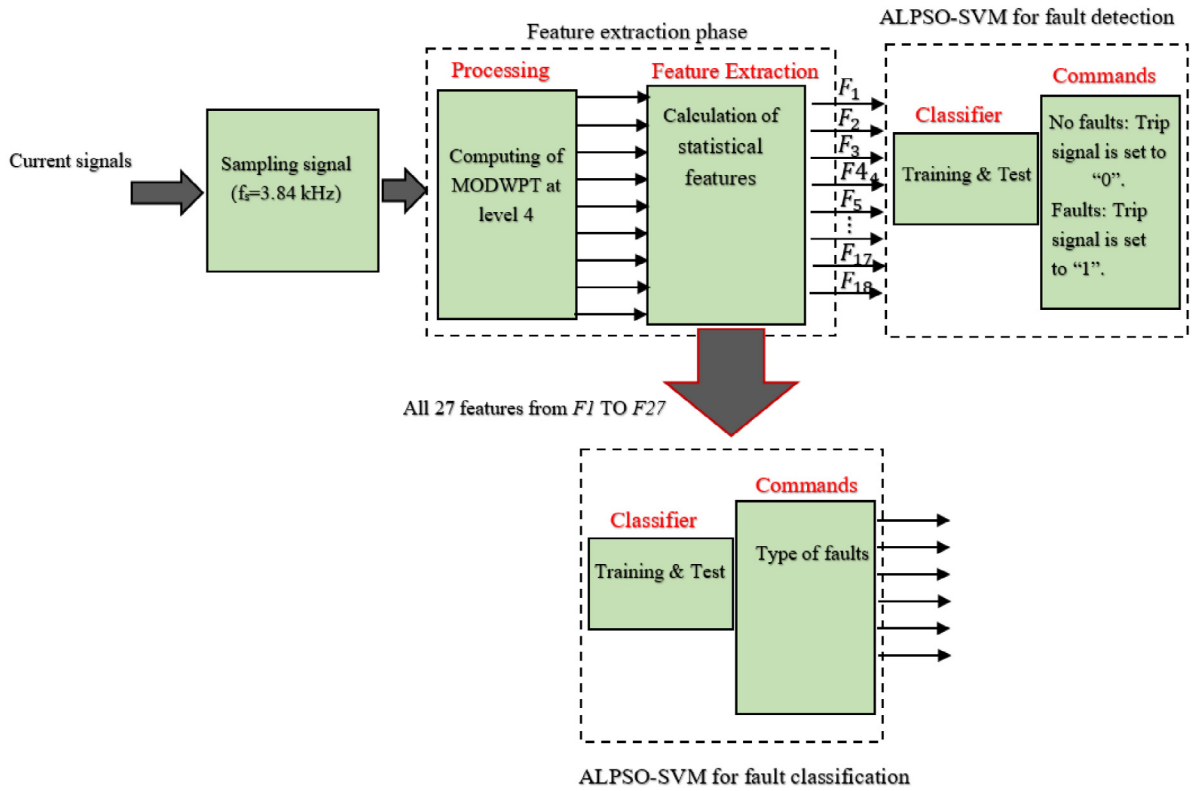 ALPSO-SVM for fault detection
Feature extraction phase
Processing
Feature Extraction
Commands
Classifier
Current signals
Sampling signal
(fs=3.84 kHz)
Computing of
MODWPT at
level 4
Calculation of
statistical
features
F1
F2
F3
F44
F5
⋮
F17
F18
Training & Test
No faults: Trip
signal is set to
“0”.
Faults: Trip
signal is set
to “1”.
All 27 features from F1 TO F27
Commands
Classifier
Training & Test
Type of faults
ALPSO-SVM for fault classification